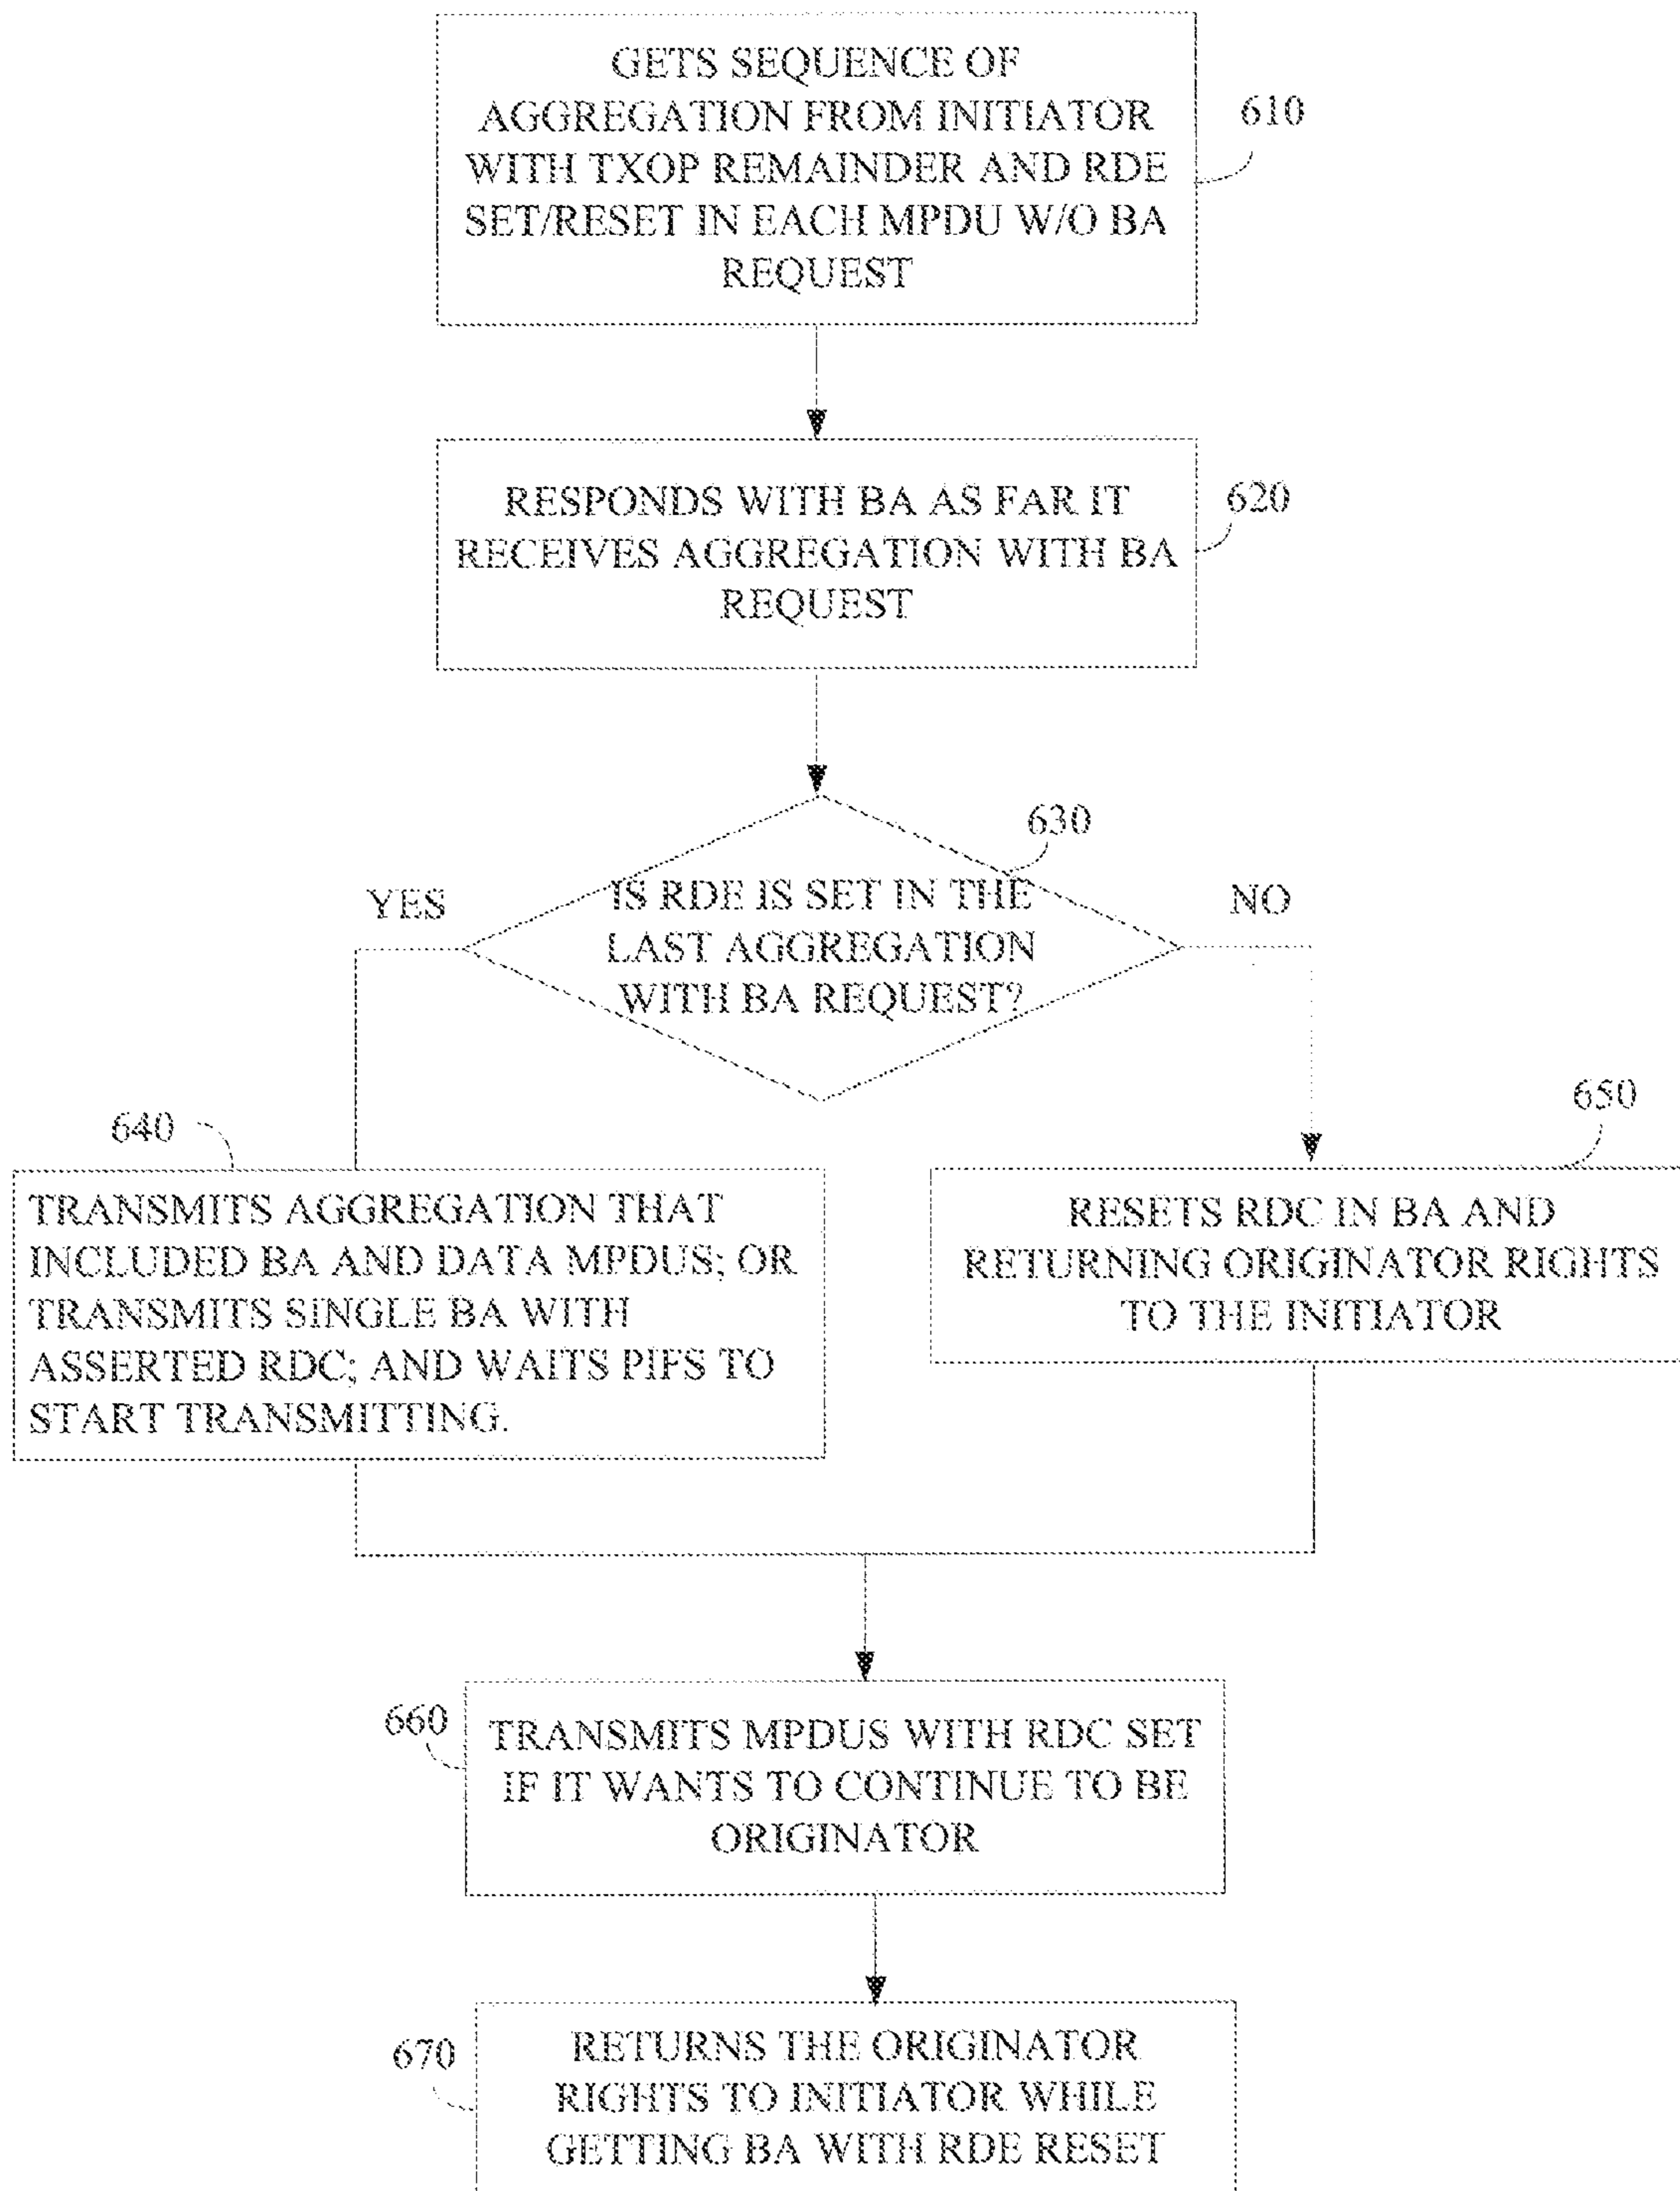 GETS SEQUENCE OF
AGGREGATION FROM INITIATOR
WITH TXOP REMAINDER AND RDE
SET/RESET IN EACH MPDU W/O BA
REQUEST
610
RESPONDS WITH BA AS FAR IT
RECEIVES AGGREGATION WITH BA
REQUEST
620
630
YES
IS RDE IS SET IN THE
LAST AGGREGATION
WITH BA REQUEST?
NO
640
TRANSMITS AGGREGATION THAT
INCLUDED BA AND DATA MPDUS; OR
TRANSMITS SINGLE BA WITH
ASSERTED RDC; AND WAITS PIFS TO
START TRANSMITTING.
650
RESETS RDC IN BA AND
RETURNING ORIGINATOR RIGHTS
TO THE INITIATOR
660
TRANSMITS MPDUS WITH RDC SET
IF IT WANTS TO CONTINUE TO BE
ORIGINATOR
670
RETURNS THE ORIGINATOR
RIGHTS TO INITIATOR WHILE
GETTING BA WITH RDE RESET